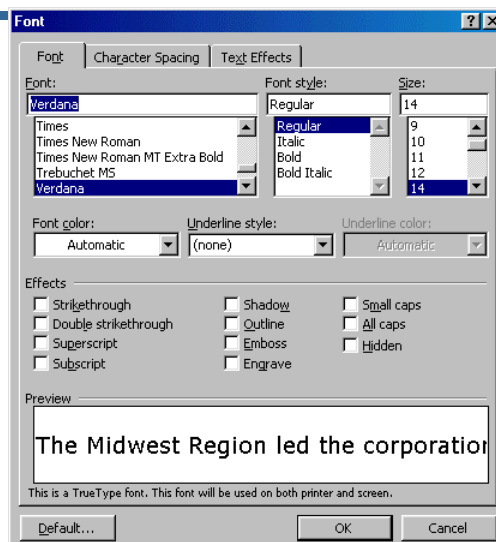 Font
Font Character Spacing Text Effects
Font: Font style: Size:
Verdana Regular 14
Times Regular 9
Times New Roman Italic 10
Times New Roman MT Extra Bold Bold 11
Trebuchet MS Bold Italic 12
Verdana 14
Font color: Underline style: Underline color:
Automatic (none) Automatic
Effects
Strikethrough Shadow Small caps
Double strikethrough Outline All caps
Superscript Emboss Hidden
Subscript Engrave
Preview
The Midwest Region led the corporation
This is a TrueType font. This font will be used on both printer and screen.
Default... OK Cancel